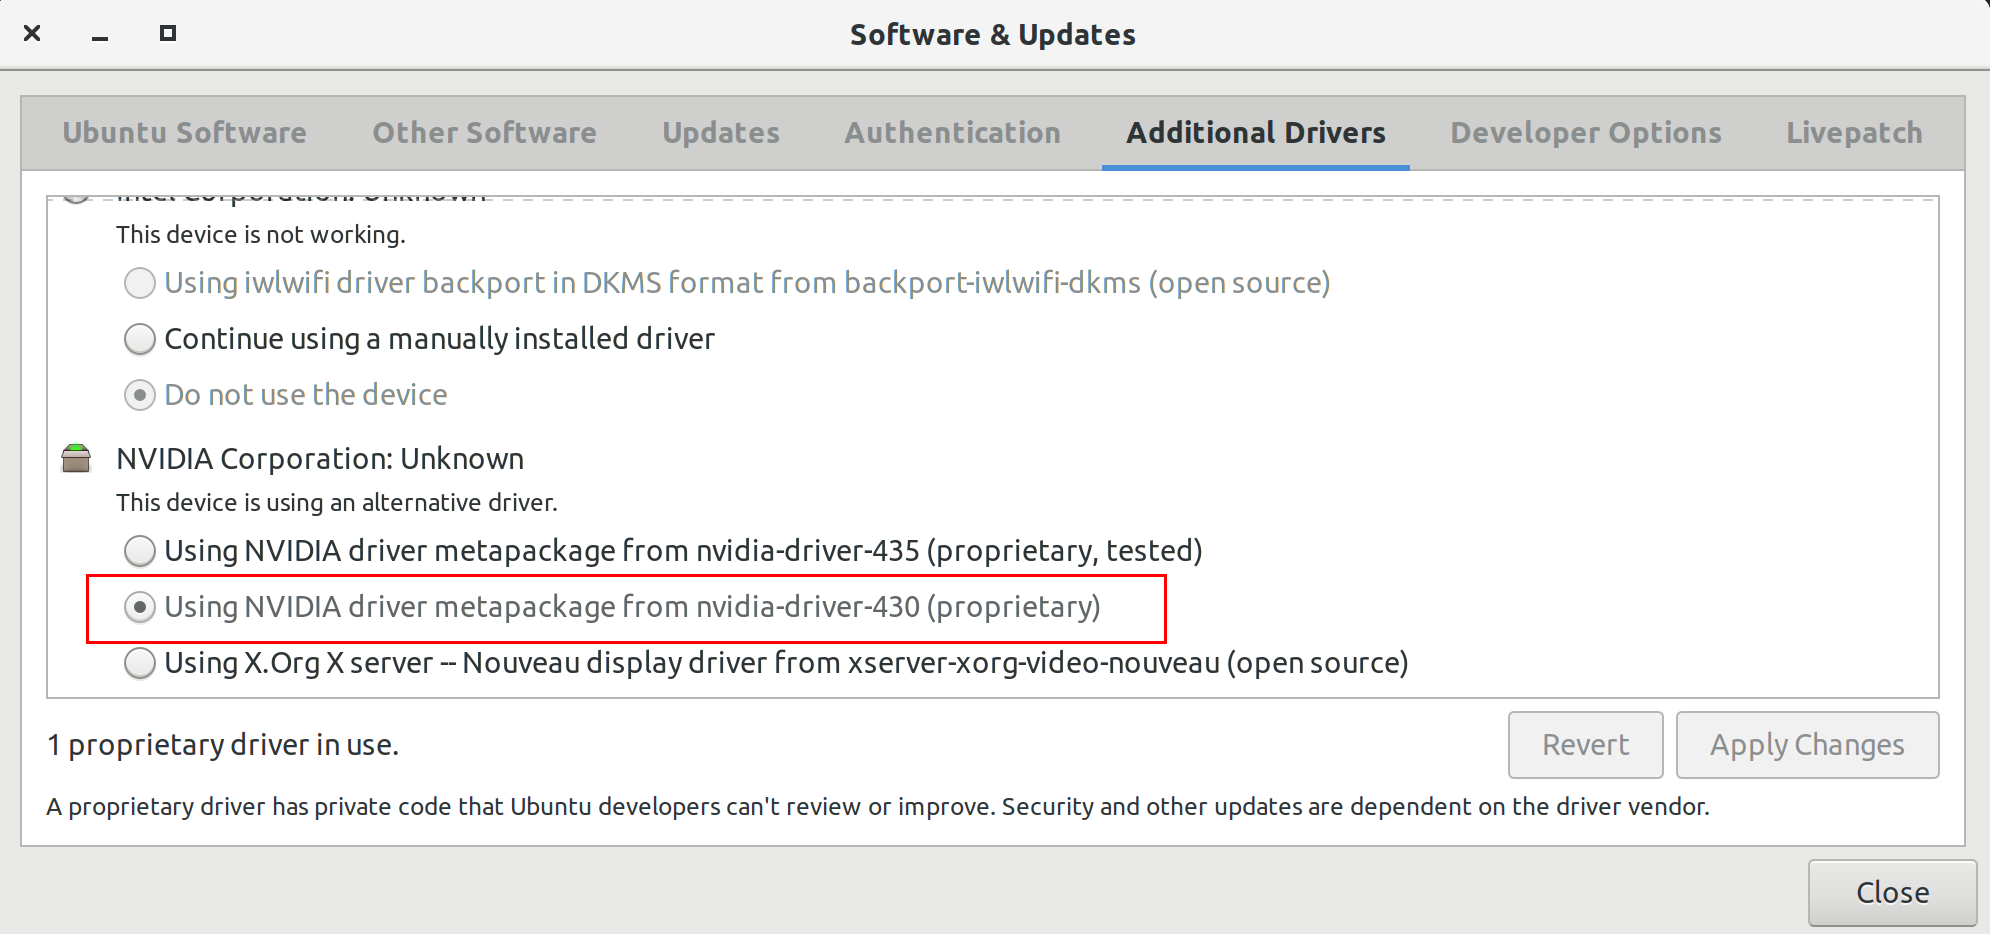 Software & Updates
Ubuntu Software Other Software Updates Authentication Additional Drivers Developer Options Livepatch
Intel Corporation: Unknown
This device is not working.
Using iwlwifi driver backport in DKMS format from backport-iwlwifi-dkms (open source)
Continue using a manually installed driver
Do not use the device
NVIDIA Corporation: Unknown
This device is using an alternative driver.
Using NVIDIA driver metapackage from nvidia-driver-435 (proprietary, tested)
Using NVIDIA driver metapackage from nvidia-driver-430 (proprietary)
Using X.Org X server -- Nouveau display driver from xserver-xorg-video-nouveau (open source)
1 proprietary driver in use.
Revert Apply Changes
A proprietary driver has private code that Ubuntu developers can't review or improve. Security and other updates are dependent on the driver vendor.
Close